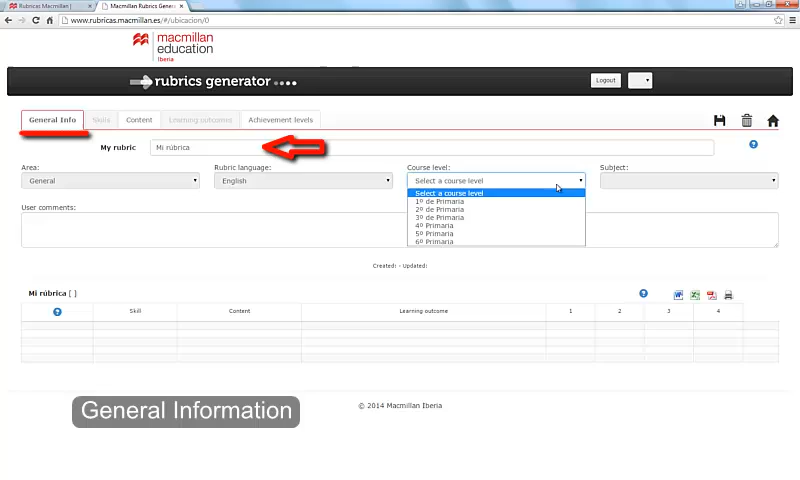 Rubricas Macmillan |
Macmillan Rubrics Gener
www.rubricas.macmillan.es/#/ubicacion/0
macmillan
education
Iberia
rubrics generator
Logout
General Info
Skills
Content
Learning outcomes
Achievement levels
My rubric
Mi rúbrica
Area:
Rubric language:
Course level:
Subject:
General
English
Select a course level
Select a course level
1º de Primaria
2º de Primaria
3º de Primaria
4º Primaria
5º Primaria
6º Primaria
User comments:
Created: - Updated:
Mi rúbrica [ ]
Skill
Content
Learning outcome
1
2
3
4
General Information
© 2014 Macmillan Iberia